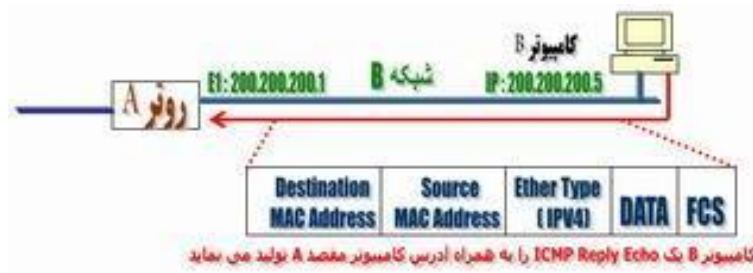 کامپیوتر B
E1: 200.200.200.1 شبکه B IP: 200.200.200.5
روتر A
Destination MAC Address
Source MAC Address
Ether Type (IPV4)
DATA
FCS
کامپیوتر B یک ICMP Reply Echo را به همراه آدرس کامپیوتر مقصد A تولید می نماید